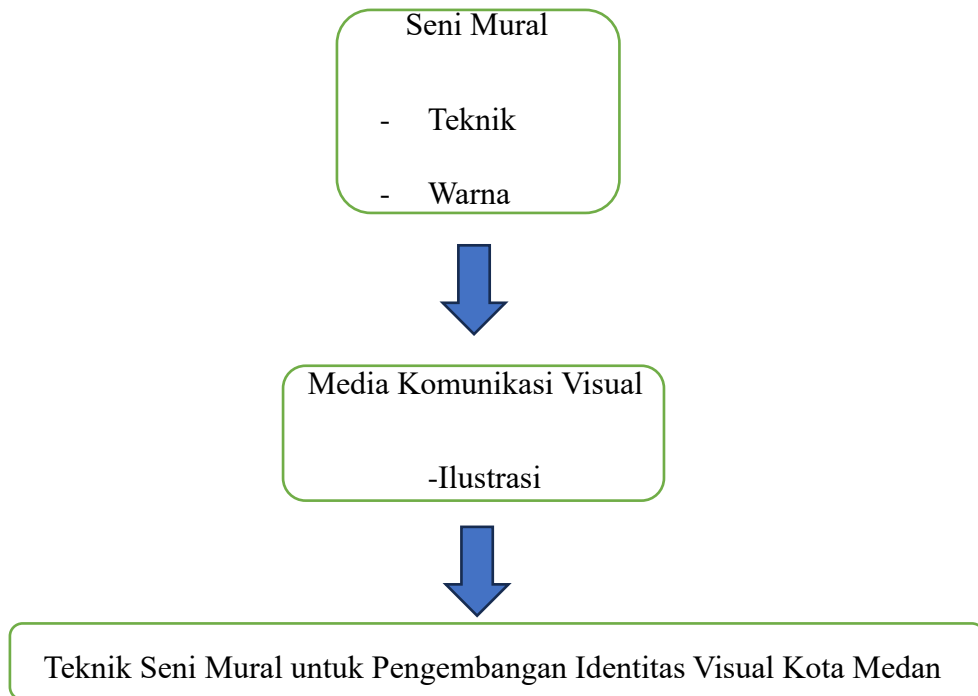 Seni Mural
- Teknik
- Warna
Media Komunikasi Visual
-Ilustrasi
Teknik Seni Mural untuk Pengembangan Identitas Visual Kota Medan